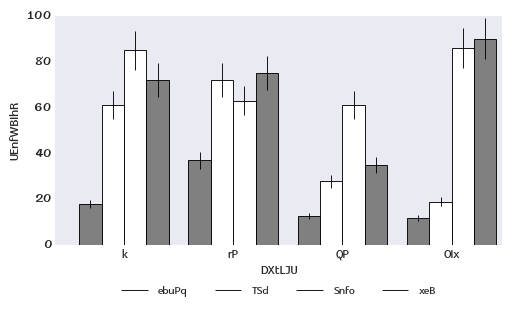 100
80
60
40
20
0
UEnfWBlhR
k rP QP Olx
DXtLJU
ebuPq TSd Snfo xeB